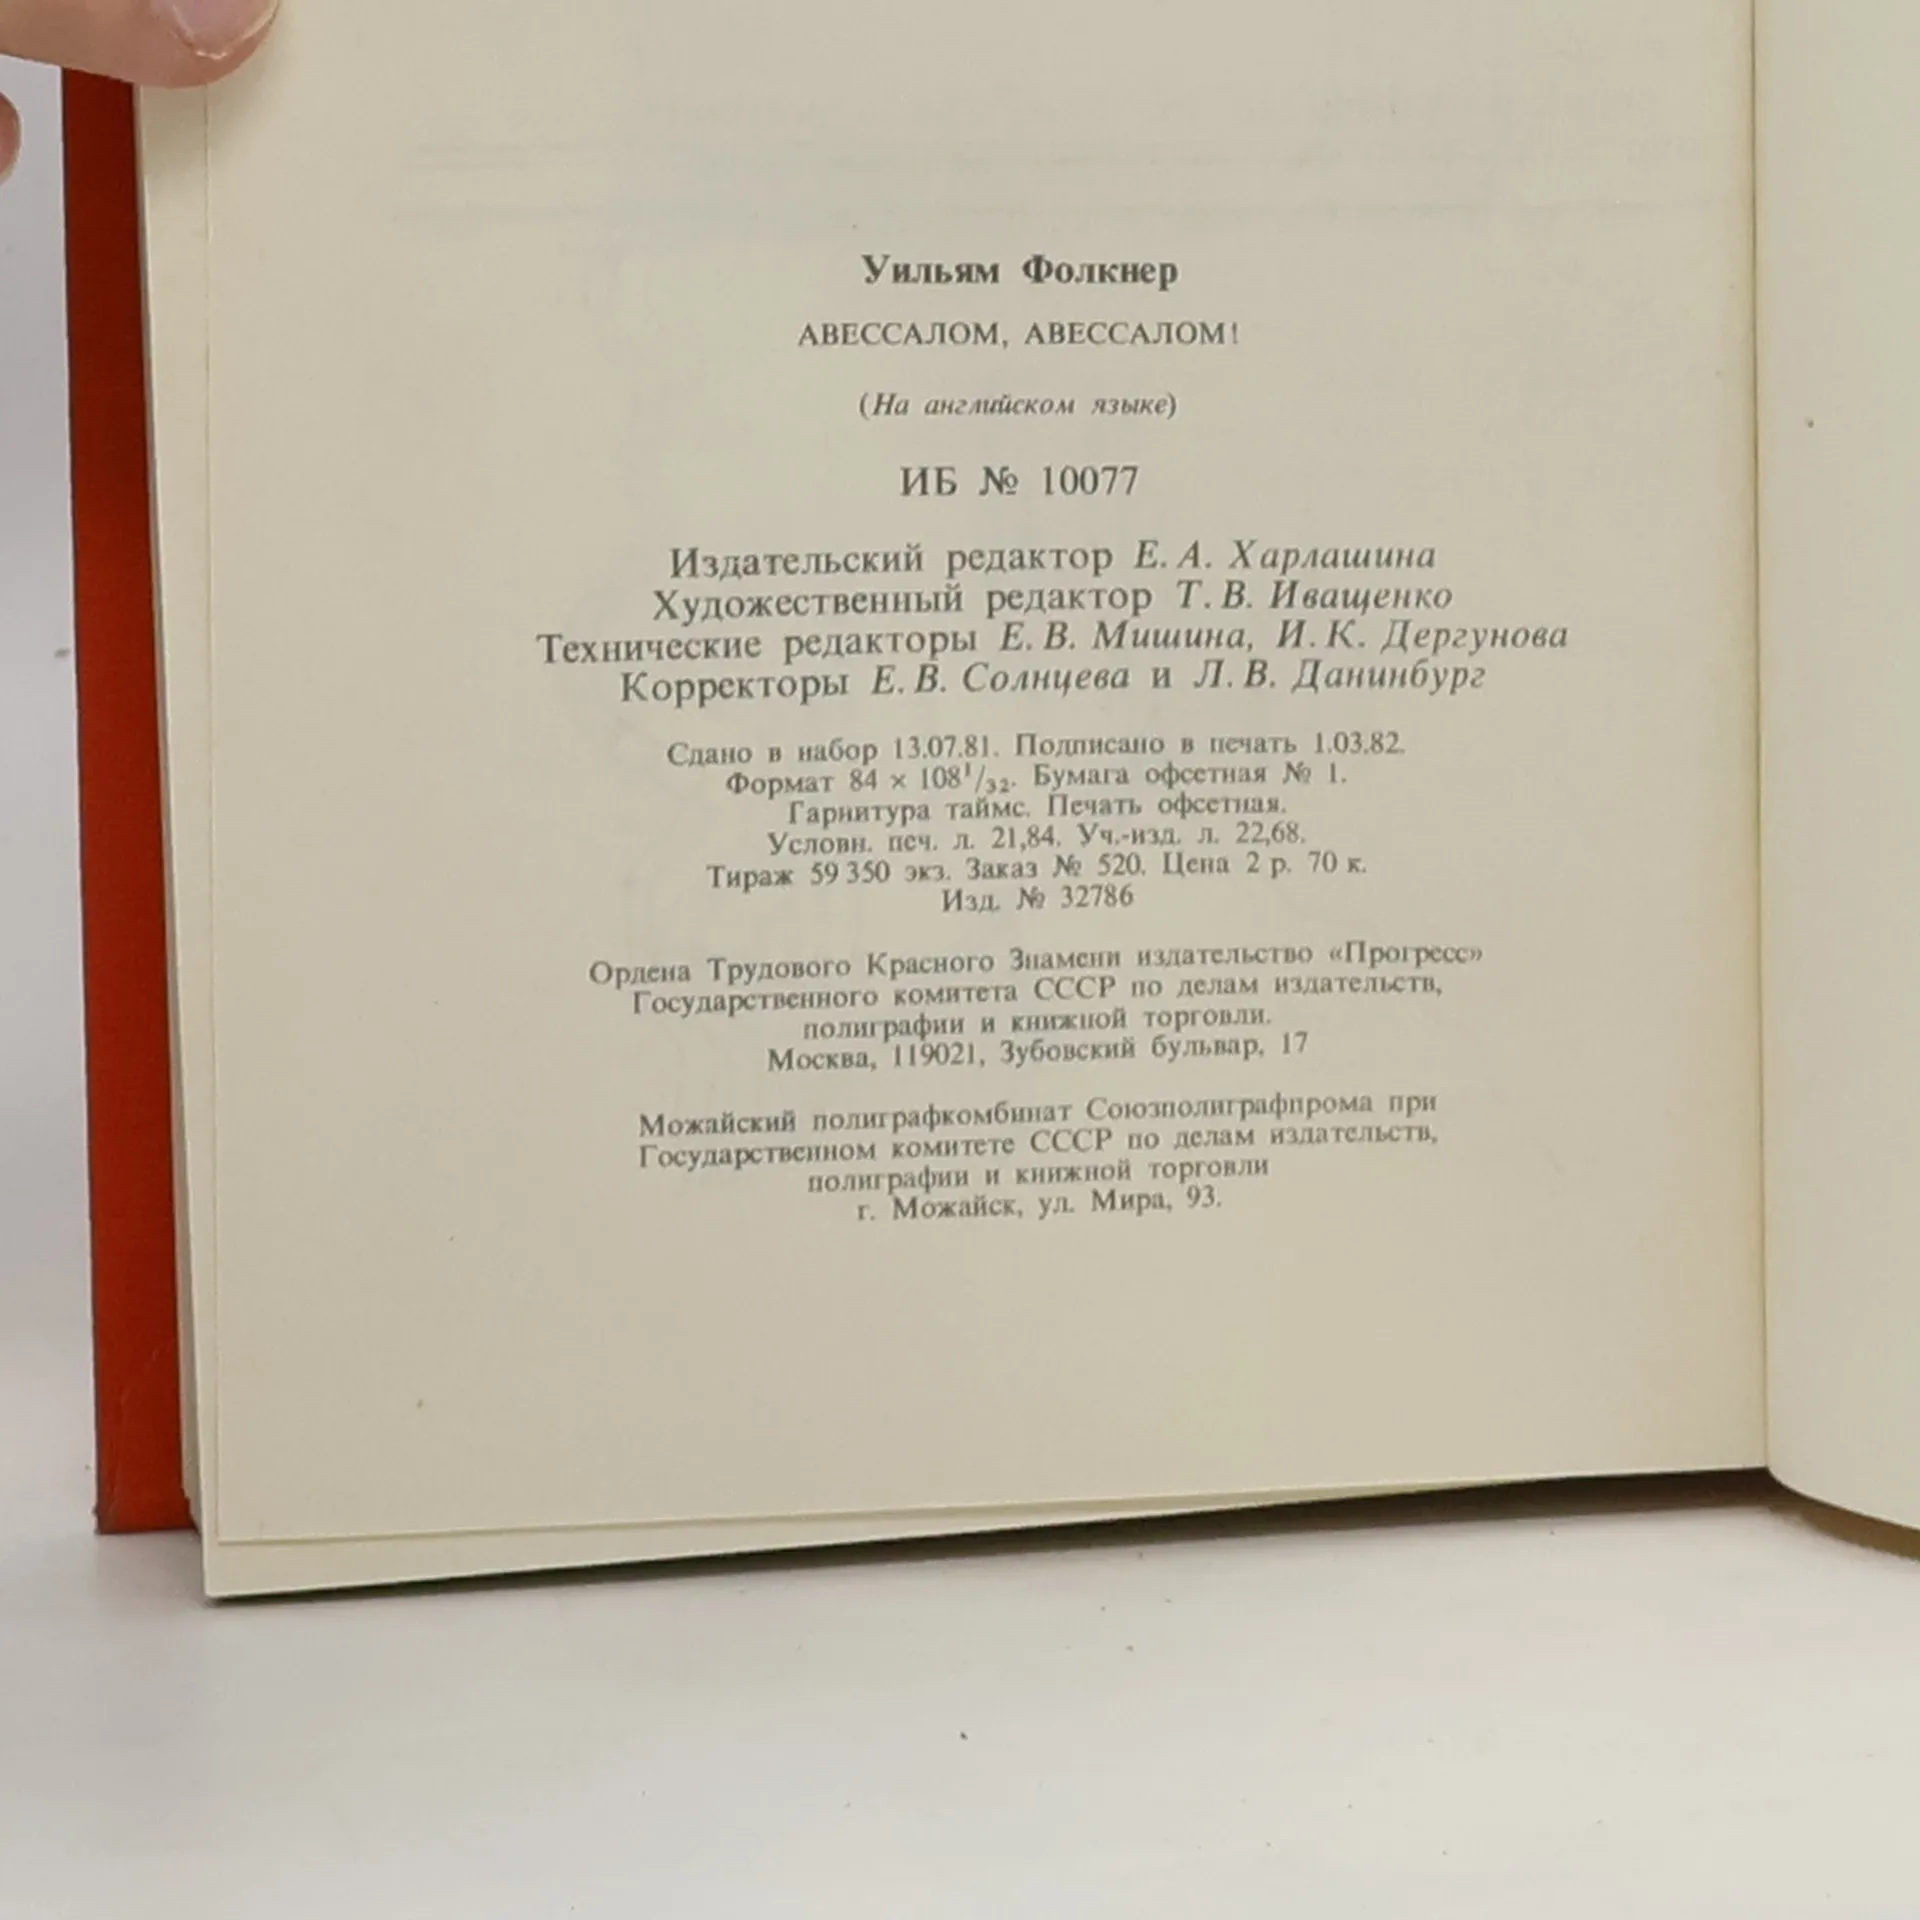 Уильям Фолкнер
АВЕССАЛОМ, АВЕССАЛОМ!
(На английском языке)
ИБ № 10077
Издательский редактор Е. А. Харлашина
Художественный редактор Т. В. Иващенко
Технические редакторы Е. В. Мишина, И. К. Дергунова
Корректоры Е. В. Солнцева и Л. В. Данинбург
Сдано в набор 13.07.81. Подписано в печать 1.03.82.
Формат 84 × 108¹/₃₂. Бумага офсетная № 1.
Гарнитура таймс. Печать офсетная.
Условн. печ. л. 21,84. Уч.-изд. л. 22,68.
Тираж 59 350 экз. Заказ № 520. Цена 2 р. 70 к.
Изд. № 32786
Ордена Трудового Красного Знамени издательство «Прогресс»
Государственного комитета СССР по делам издательств,
полиграфии и книжной торговли.
Москва, 119021, Зубовский бульвар, 17
Можайский полиграфкомбинат Союзполиграфпрома при
Государственном комитете СССР по делам издательств,
полиграфии и книжной торговли
г. Можайск, ул. Мира, 93.